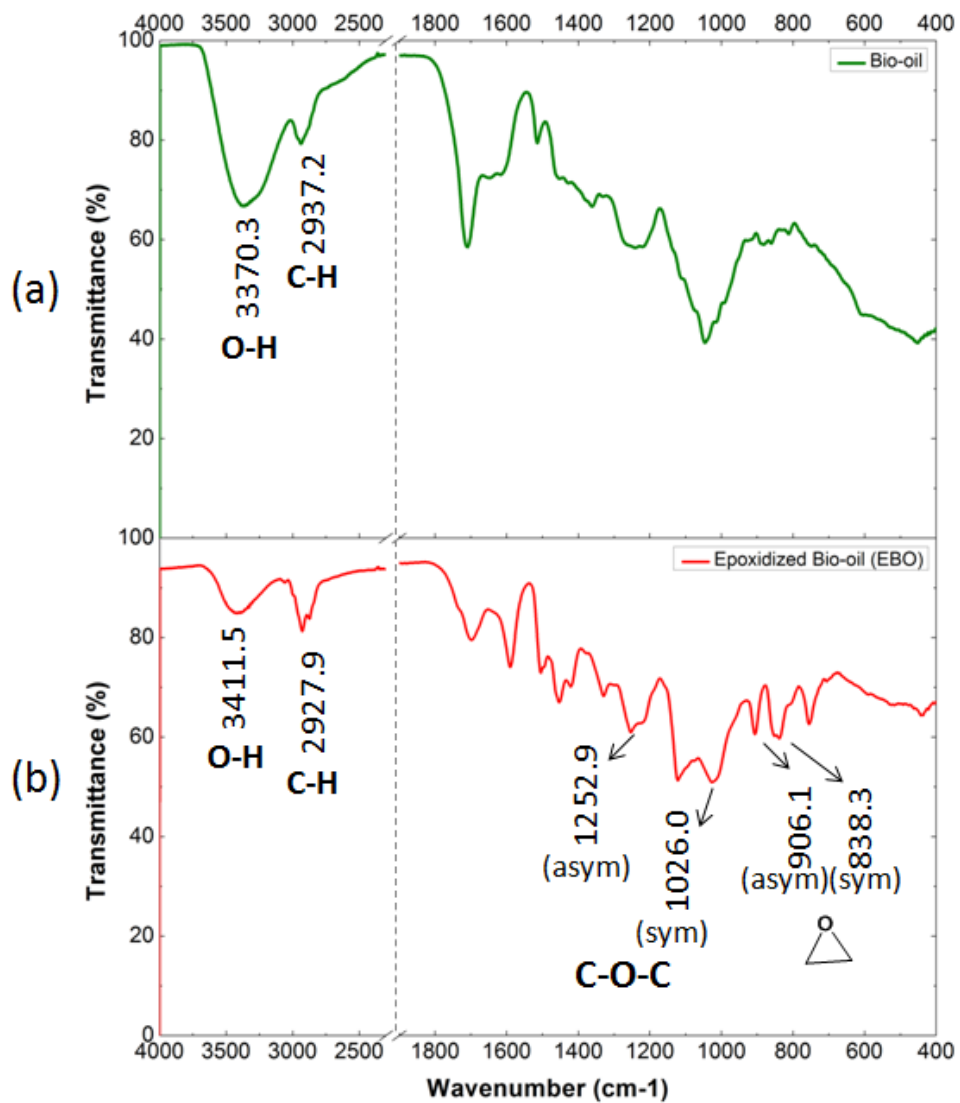 4000 3500 3000 2500 1800 1600 1400 1200 1000 800 600 400
100
80
60
40
20
100
Transmittance (%)
Bio-oil
(a)
3370.3
O-H
2937.2
C-H
80
60
40
20
0
Transmittance (%)
Epoxidized Bio-oil (EBO)
(b)
3411.5
O-H
2927.9
C-H
1252.9
(asym)
1026.0
(sym)
C-O-C
906.1
(asym)
838.3
(sym)
O
4000 3500 3000 2500 1800 1600 1400 1200 1000 800 600 400
Wavenumber (cm-1)